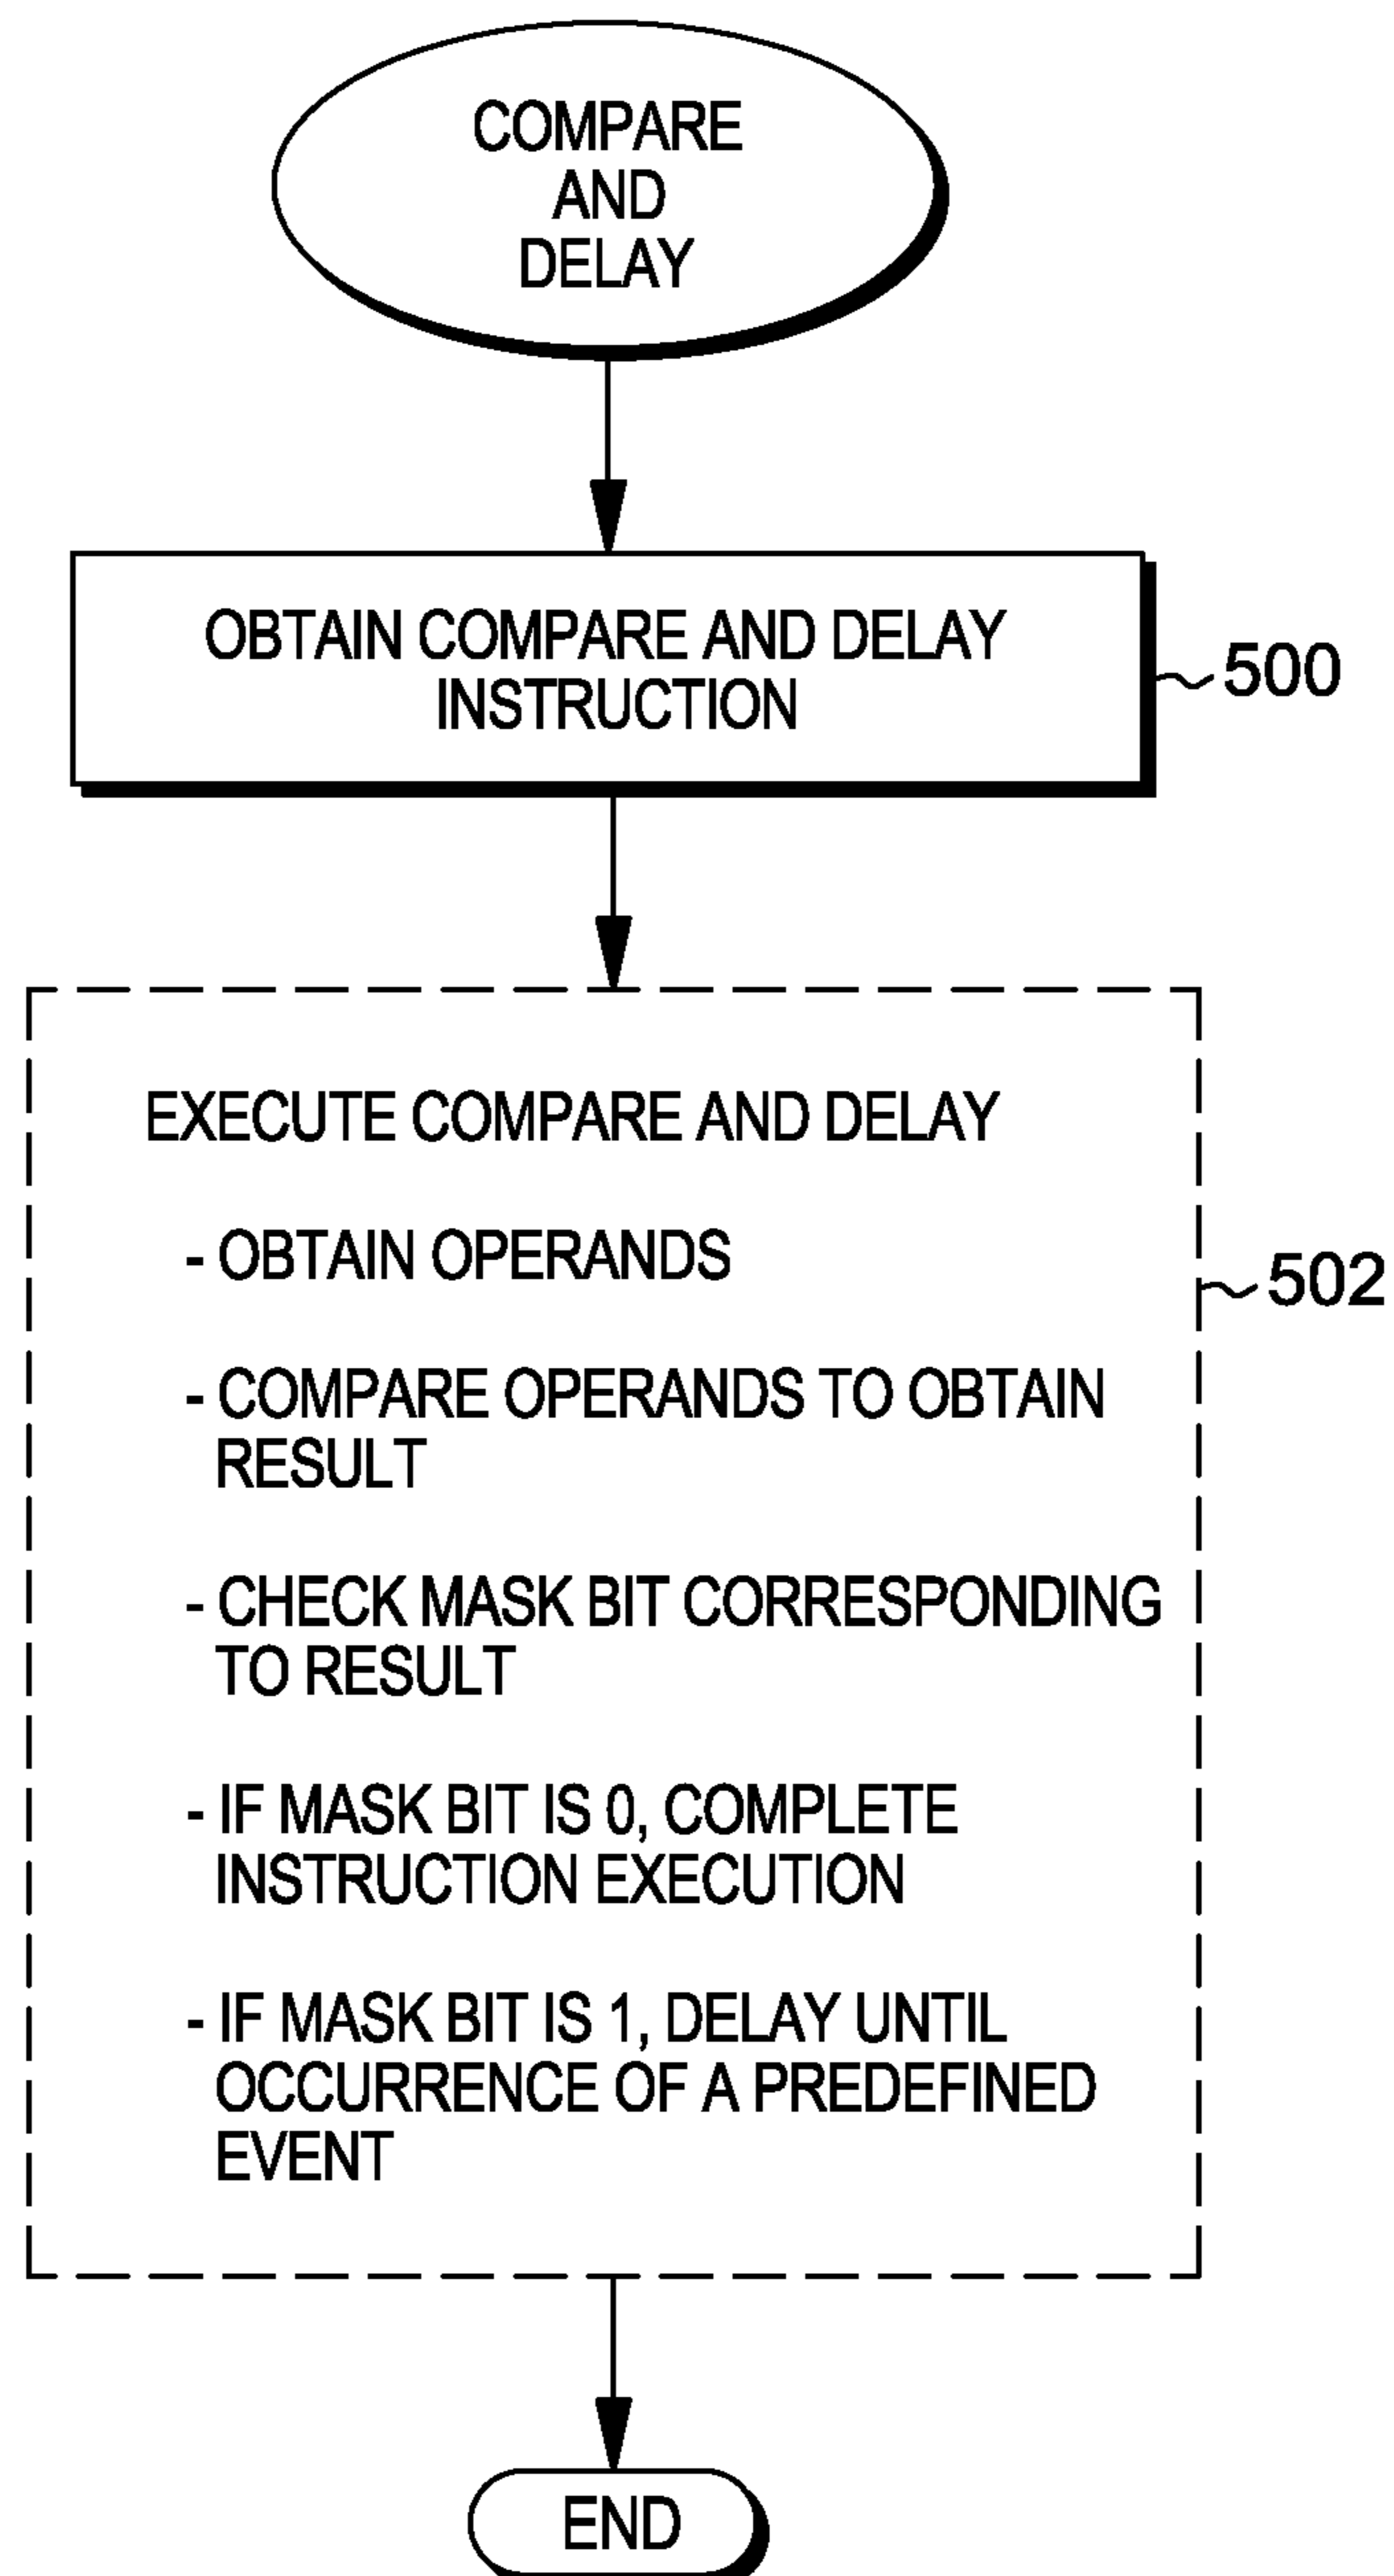 COMPARE
AND
DELAY
OBTAIN COMPARE AND DELAY
INSTRUCTION
500
EXECUTE COMPARE AND DELAY
- OBTAIN OPERANDS
502
- COMPARE OPERANDS TO OBTAIN
RESULT
- CHECK MASK BIT CORRESPONDING
TO RESULT
- IF MASK BIT IS 0, COMPLETE
INSTRUCTION EXECUTION
- IF MASK BIT IS 1, DELAY UNTIL
OCCURRENCE OF A PREDEFINED
EVENT
END